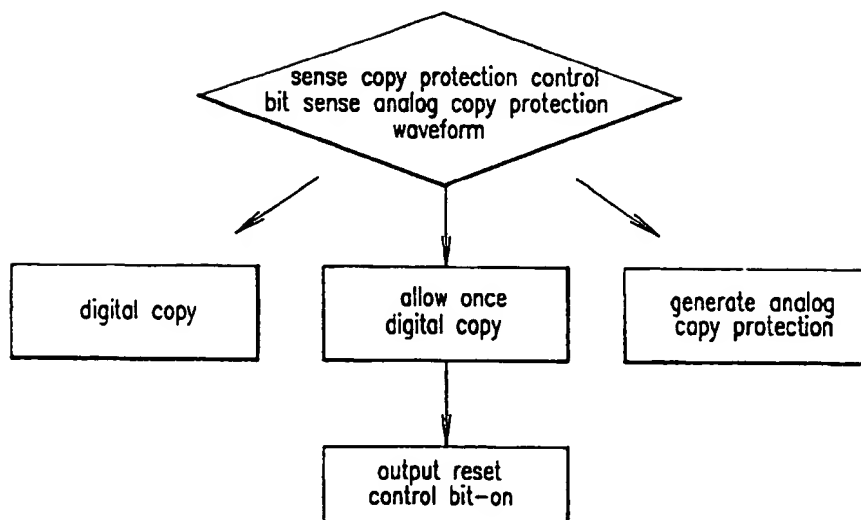 sense copy protection control
bit sense analog copy protection
waveform
digital copy
allow once
digital copy
generate analog
copy protection
output reset
control bit-on